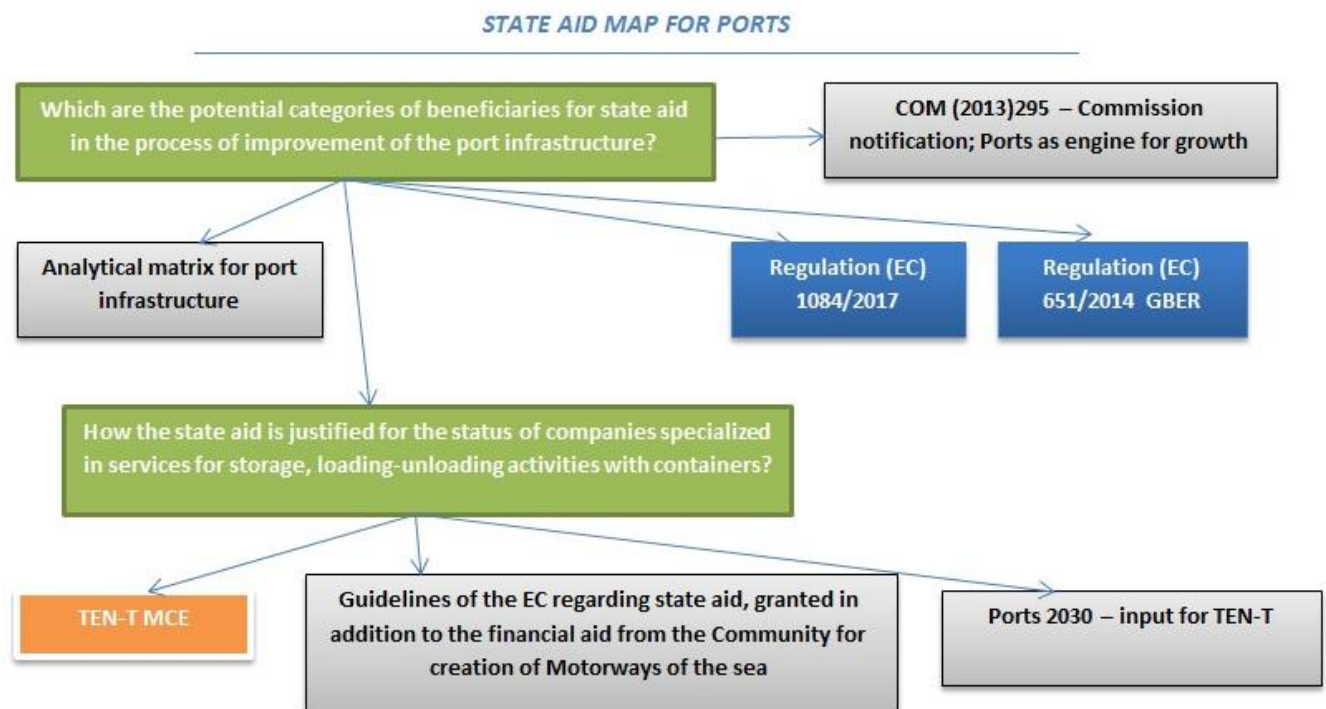 STATE AID MAP FOR PORTS
Which are the potential categories of beneficiaries for state aid
in the process of improvement of the port infrastructure?
COM (2013)295 – Commission
notification; Ports as engine for growth
Analytical matrix for port
infrastructure
Regulation (EC)
1084/2017
Regulation (EC)
651/2014 GBER
How the state aid is justified for the status of companies specialized
in services for storage, loading-unloading activities with containers?
TEN-T MCE
Guidelines of the EC regarding state aid, granted in
addition to the financial aid from the Community for
creation of Motorways of the sea
Ports 2030 – input for TEN-T